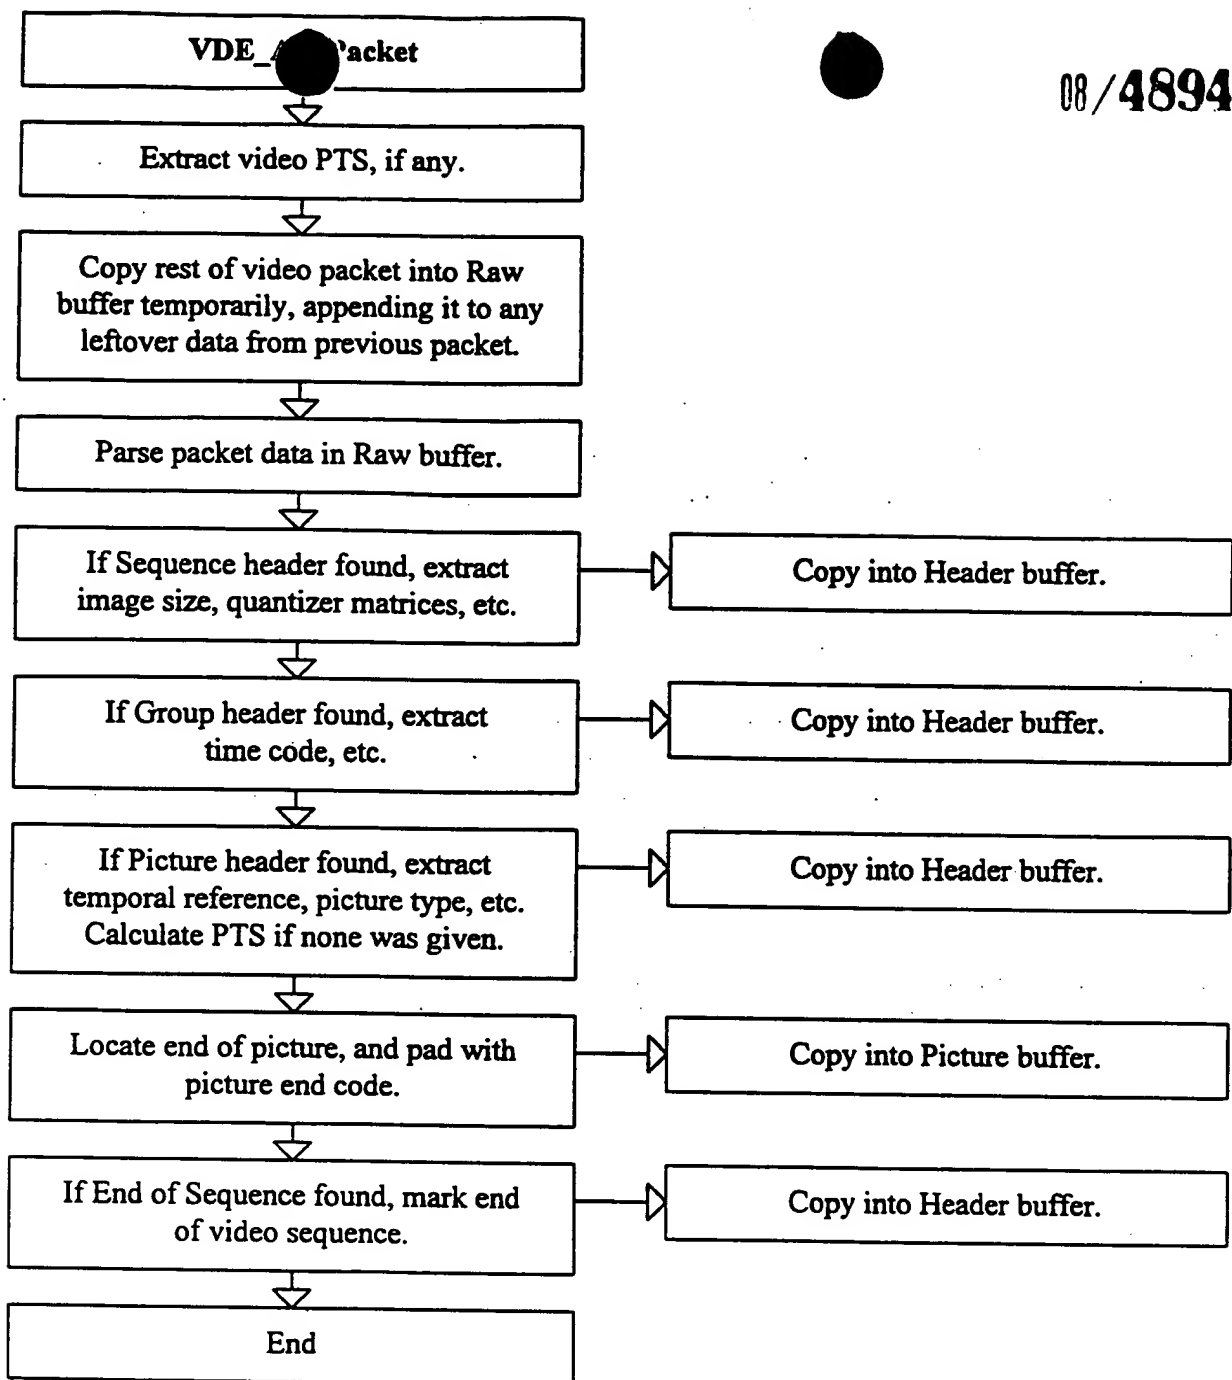 VDE_A Packet
08/4894
Extract video PTS, if any.
Copy rest of video packet into Raw
buffer temporarily, appending it to any
leftover data from previous packet.
Parse packet data in Raw buffer.
If Sequence header found, extract
image size, quantizer matrices, etc.
Copy into Header buffer.
If Group header found, extract
time code, etc.
Copy into Header buffer.
If Picture header found, extract
temporal reference, picture type, etc.
Calculate PTS if none was given.
Copy into Header buffer.
Locate end of picture, and pad with
picture end code.
Copy into Picture buffer.
If End of Sequence found, mark end
of video sequence.
Copy into Header buffer.
End